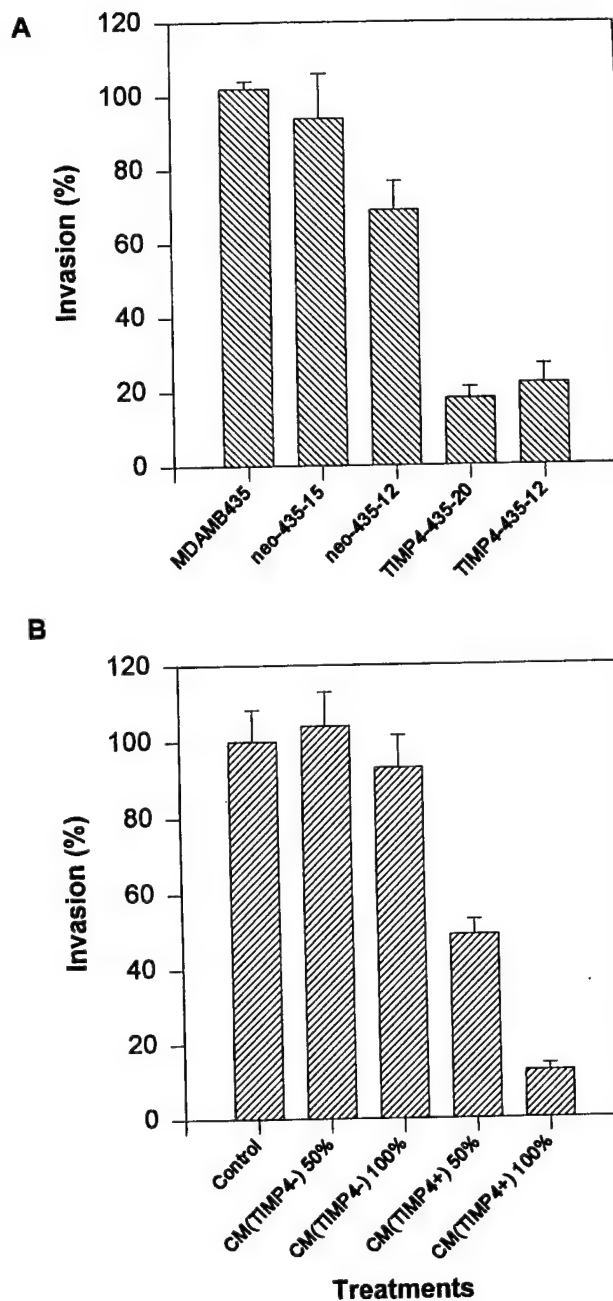 A
120
100
80
60
40
20
0
Invasion (%)
MDAMB435
neo-435-15
neo-435-12
TIMP4-435-20
TIMP4-435-12
B
120
100
80
60
40
20
0
Invasion (%)
Control
CM(TIMP4-) 50%
CM(TIMP4-) 100%
CM(TIMP4+) 50%
CM(TIMP4+) 100%
Treatments